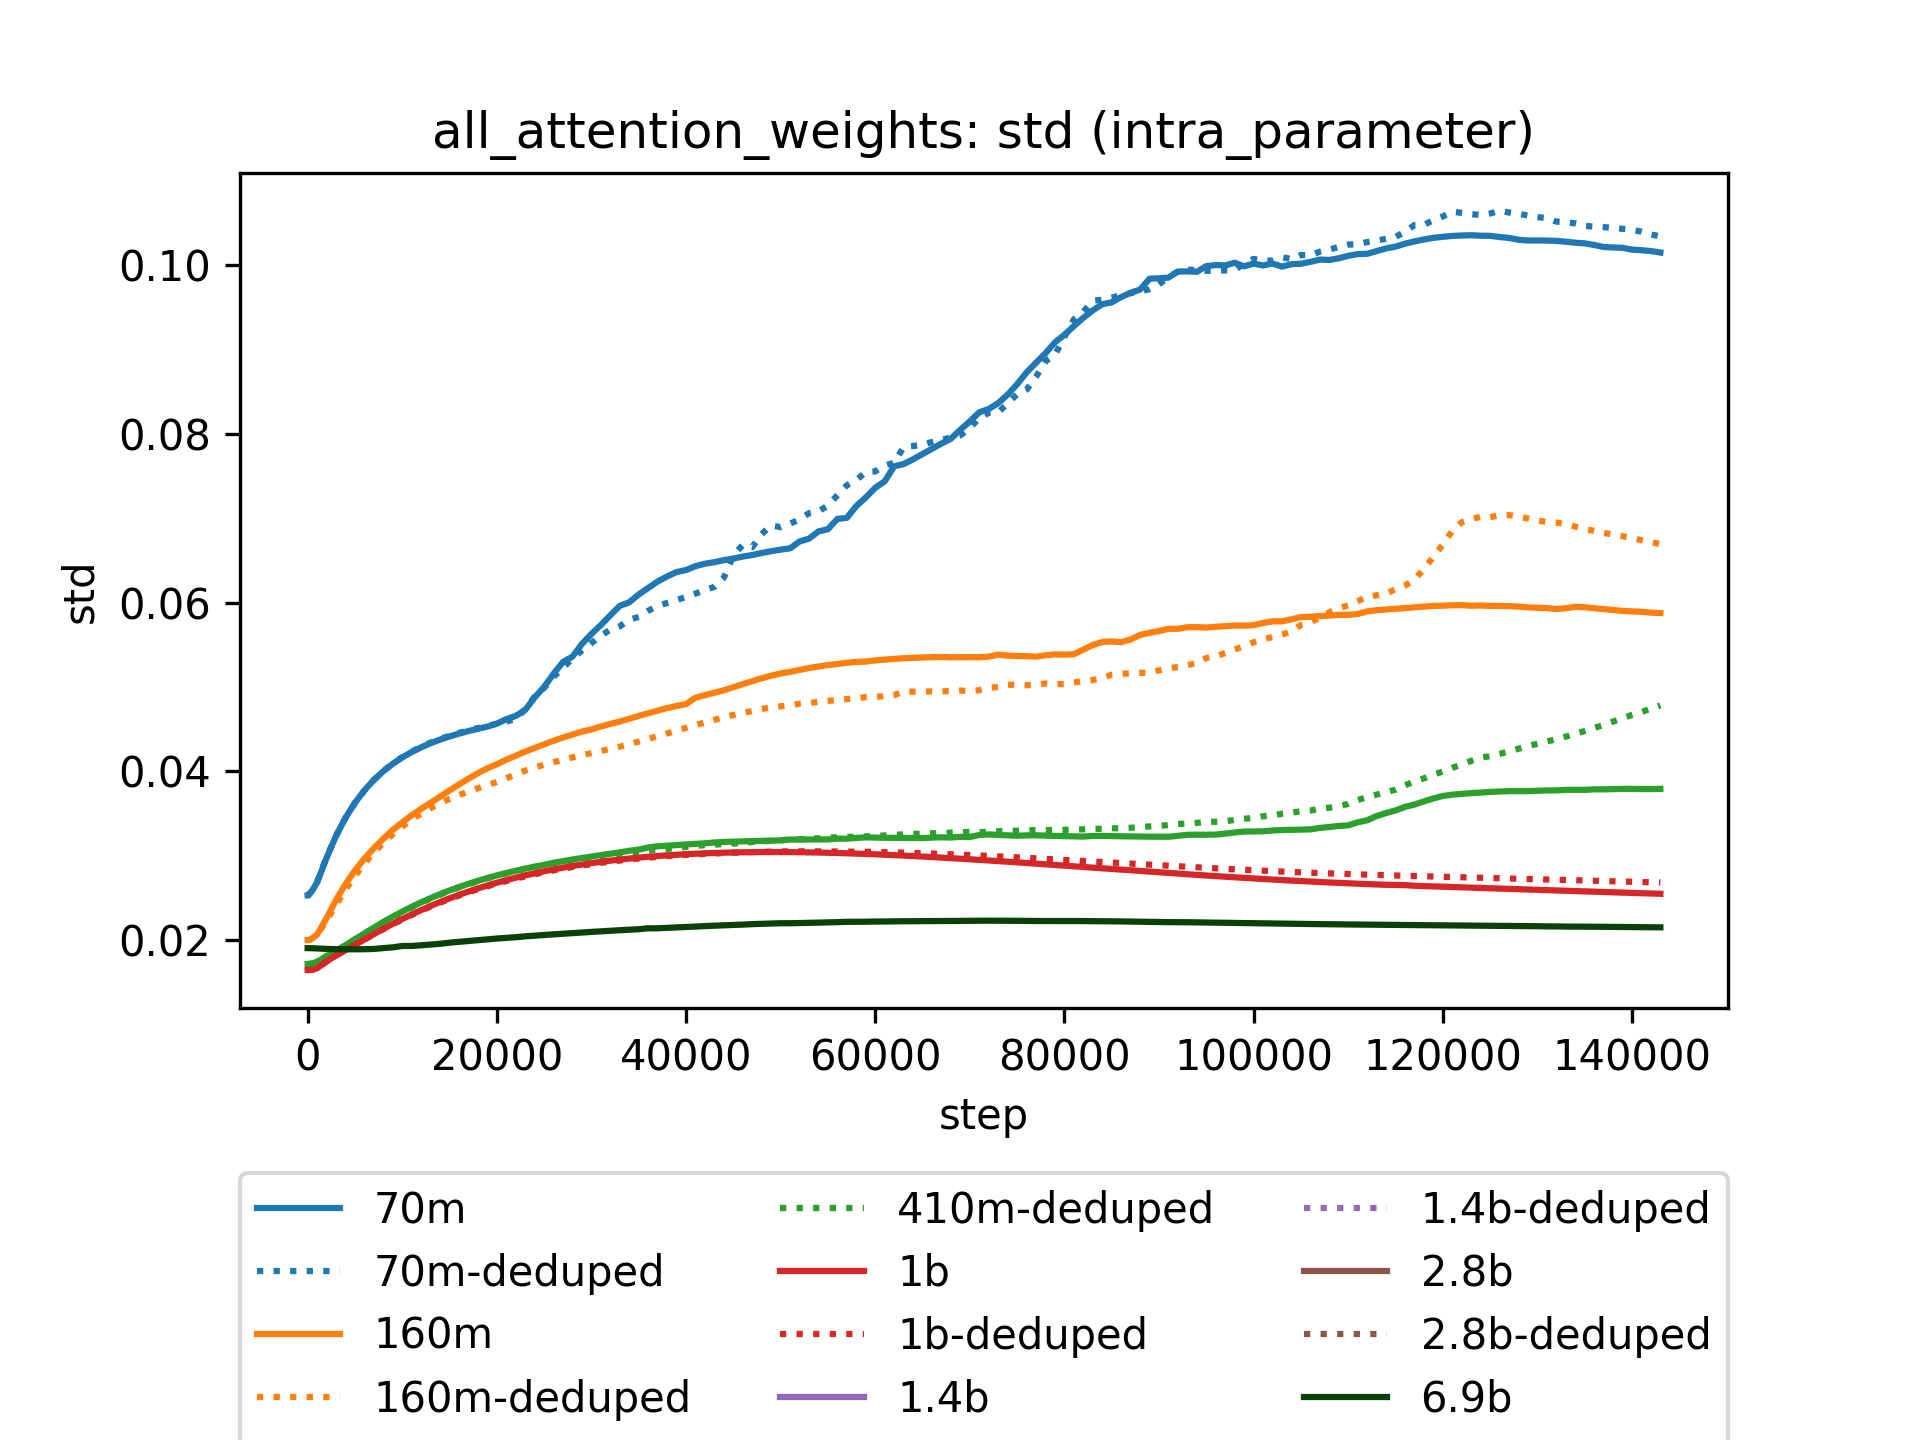 all_attention_weights: std (intra_parameter)
0.10
0.08
0.06
0.04
0.02
std
0 20000 40000 60000 80000 100000 120000 140000
step
70m
70m-deduped
160m
160m-deduped
410m-deduped
1b
1b-deduped
1.4b
1.4b-deduped
2.8b
2.8b-deduped
6.9b